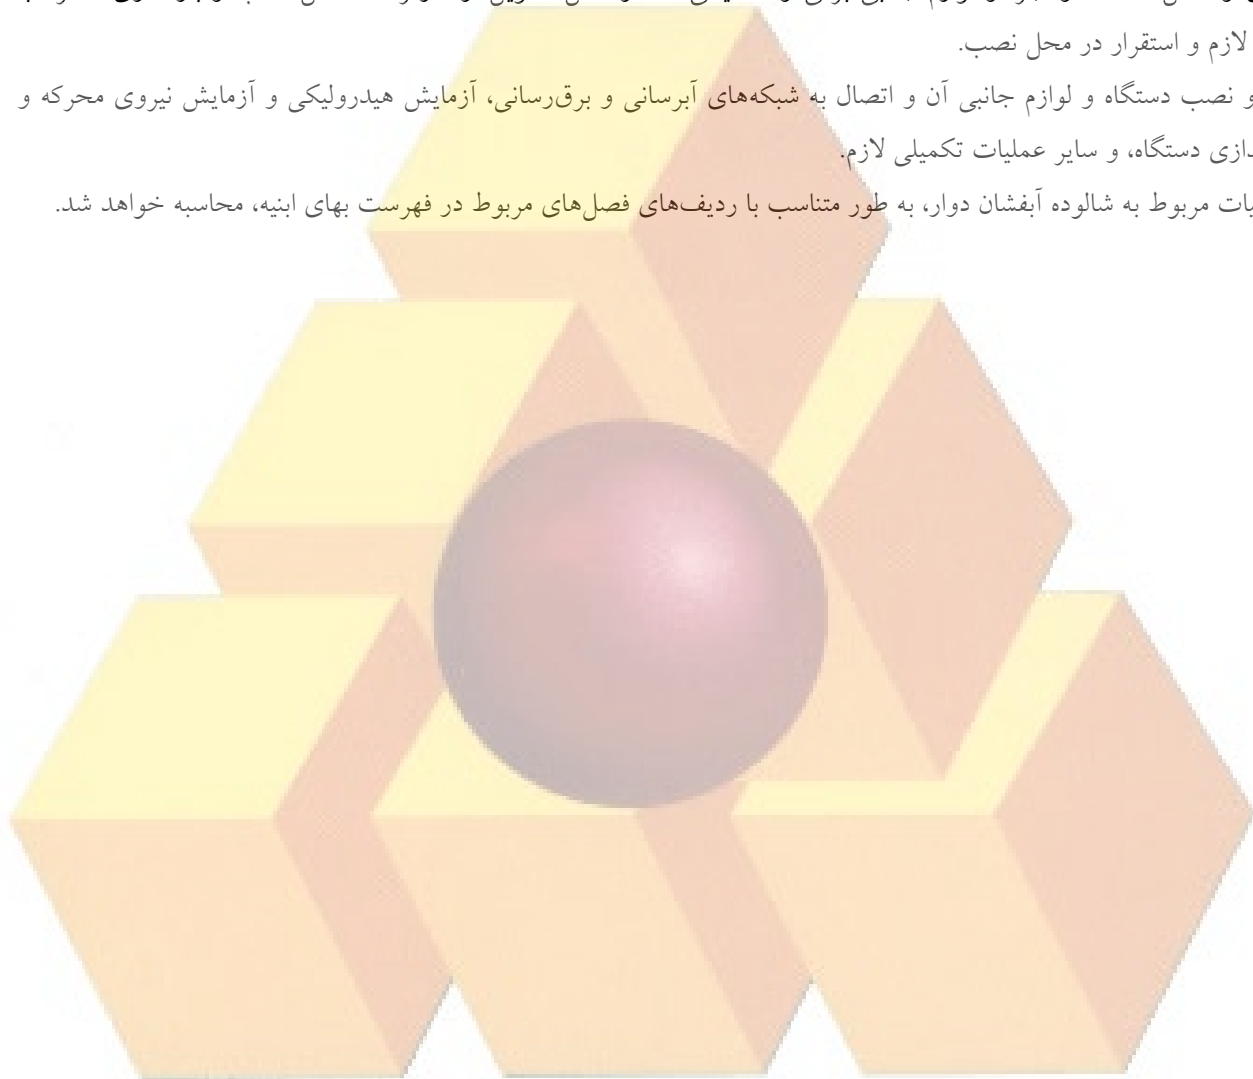 لازم و استقرار در محل نصب.
و نصب دستگاه و لوازم جانبی آن و اتصال به شبکه‌های آبرسانی و برق‌رسانی، آزمایش هیدرولیکی و آزمایش نیروی محرکه و
دازی دستگاه، و سایر عملیات تکمیلی لازم.
یات مربوط به شالوده آبفشان دوار، به طور متناسب با ردیف‌های فصل‌های مربوط در فهرست بهای ابنیه، محاسبه خواهد شد.